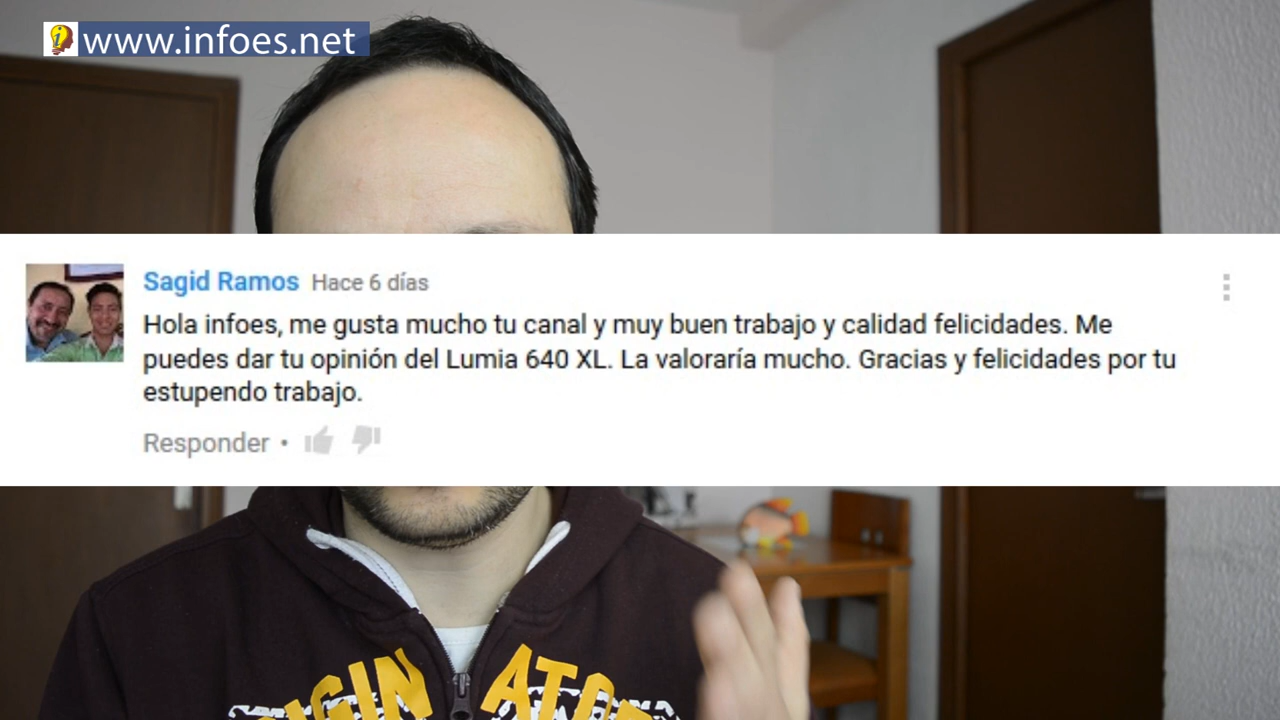 www.infoes.net
Sagid Ramos Hace 6 días
Hola infoes, me gusta mucho tu canal y muy buen trabajo y calidad felicidades. Me
puedes dar tu opinión del Lumia 640 XL. La valoraría mucho. Gracias y felicidades por tu
estupendo trabajo.
Responder •